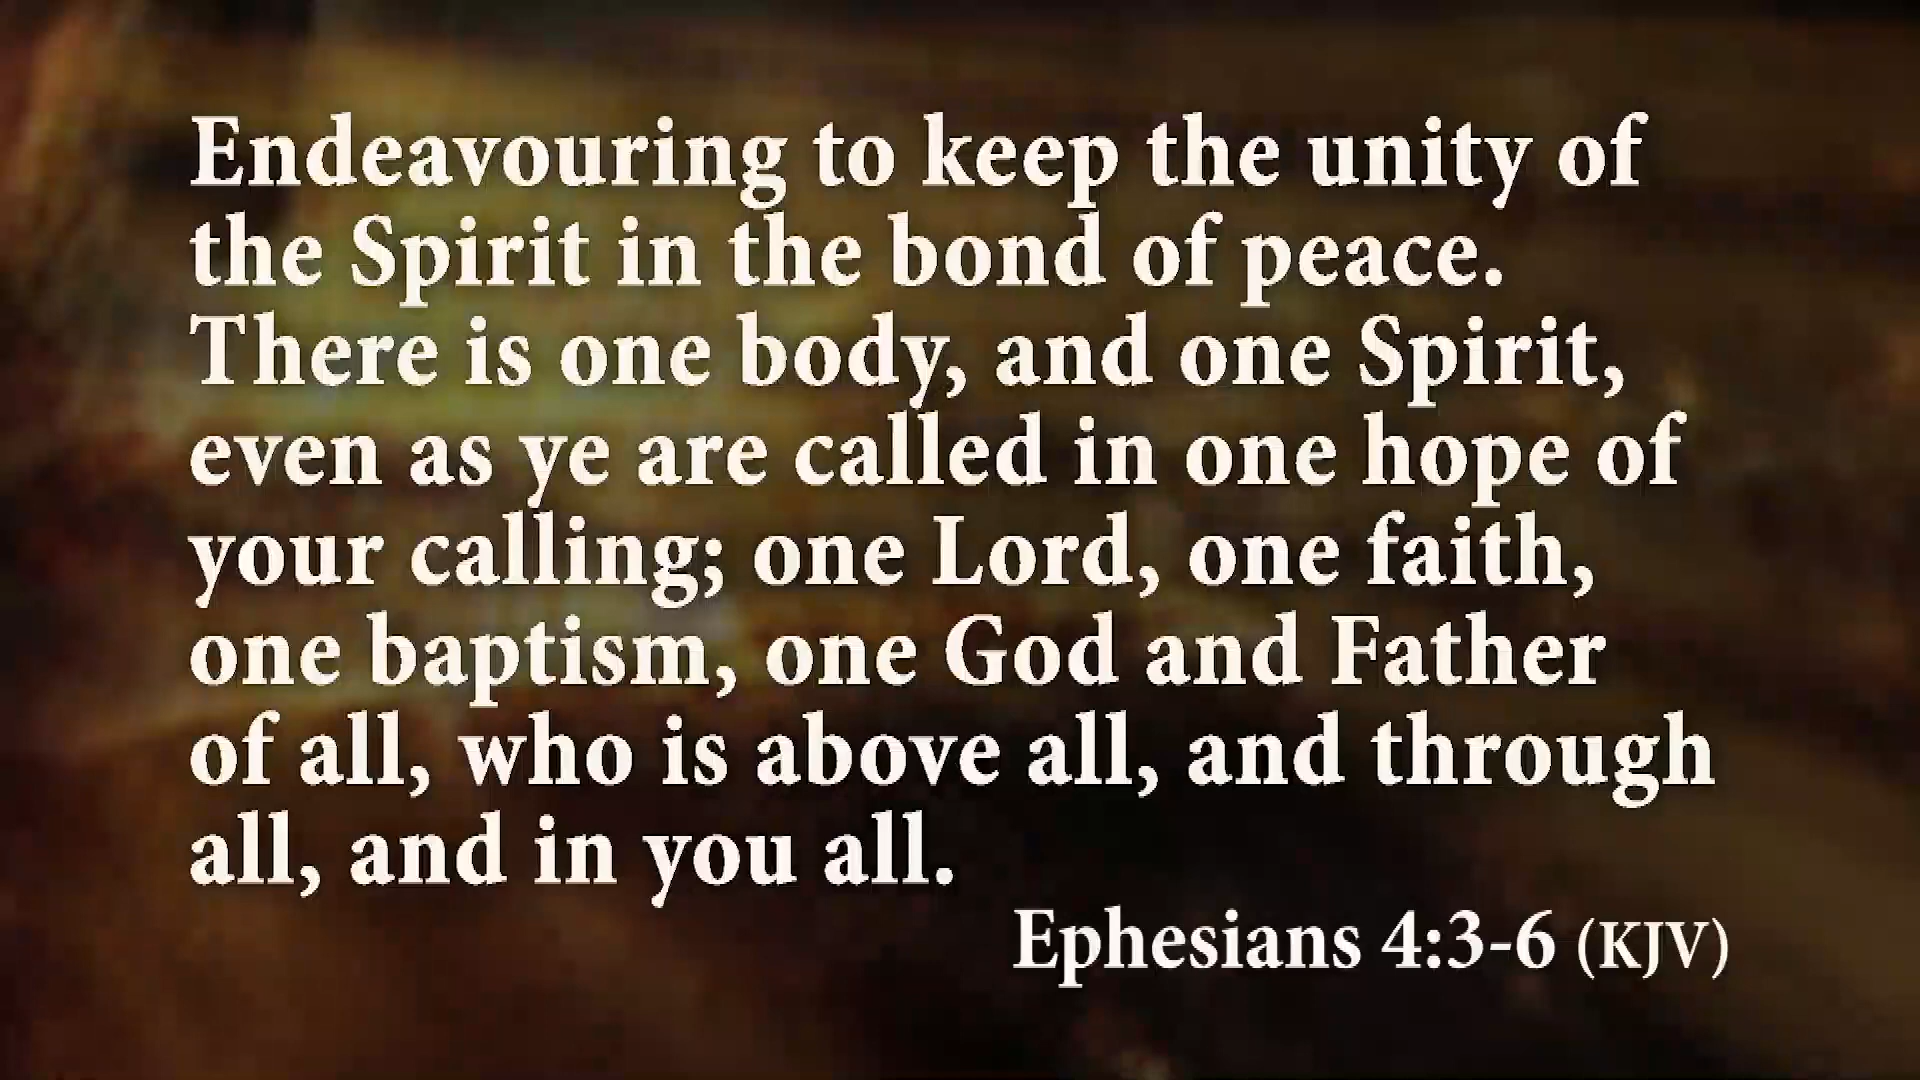 Endeavouring to keep the unity of
the Spirit in the bond of peace.
There is one body, and one Spirit,
even as ye are called in one hope of
your calling; one Lord, one faith,
one baptism, one God and Father
of all, who is above all, and through
all, and in you all.
Ephesians 4:3-6 (KJV)